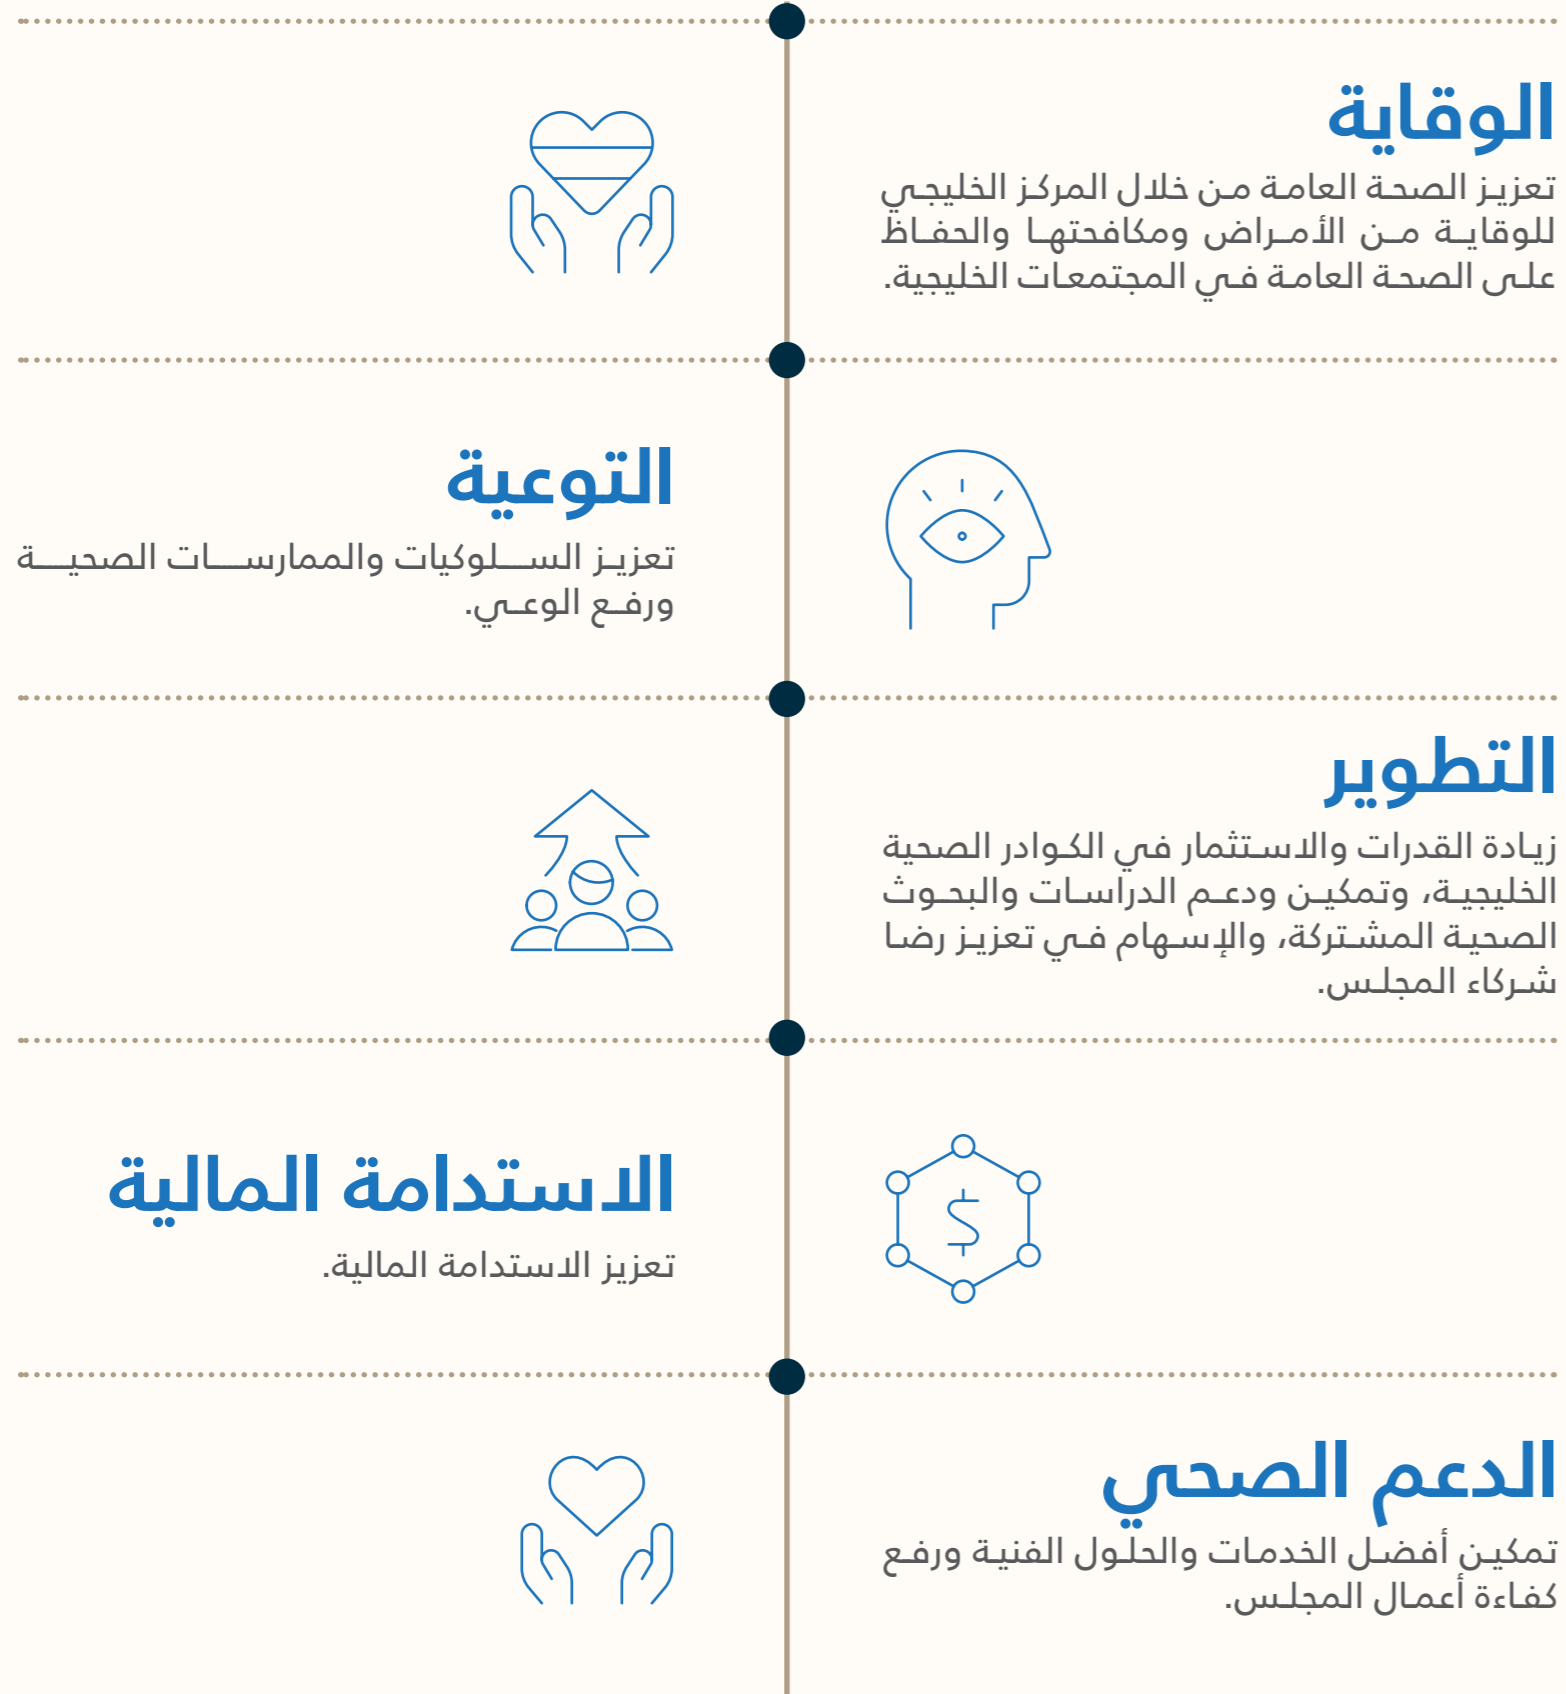 الوقاية
تعزيز الصحة العامة من خلال المركز الخليجي
للوقاية من الأمراض ومكافحتها والحفاظ
على الصحة العامة في المجتمعات الخليجية.
التوعية
تعزيز السلوكيات والممارسات الصحية
ورفع الوعي.
التطوير
زيادة القدرات والاستثمار في الكوادر الصحية
الخليجية، وتمكين ودعم الدراسات والبحوث
الصحية المشتركة، والإسهام في تعزيز رضا
شركاء المجلس.
الاستدامة المالية
تعزيز الاستدامة المالية.
الدعم الصحي
تمكين أفضل الخدمات والحلول الفنية ورفع
كفاءة أعمال المجلس.